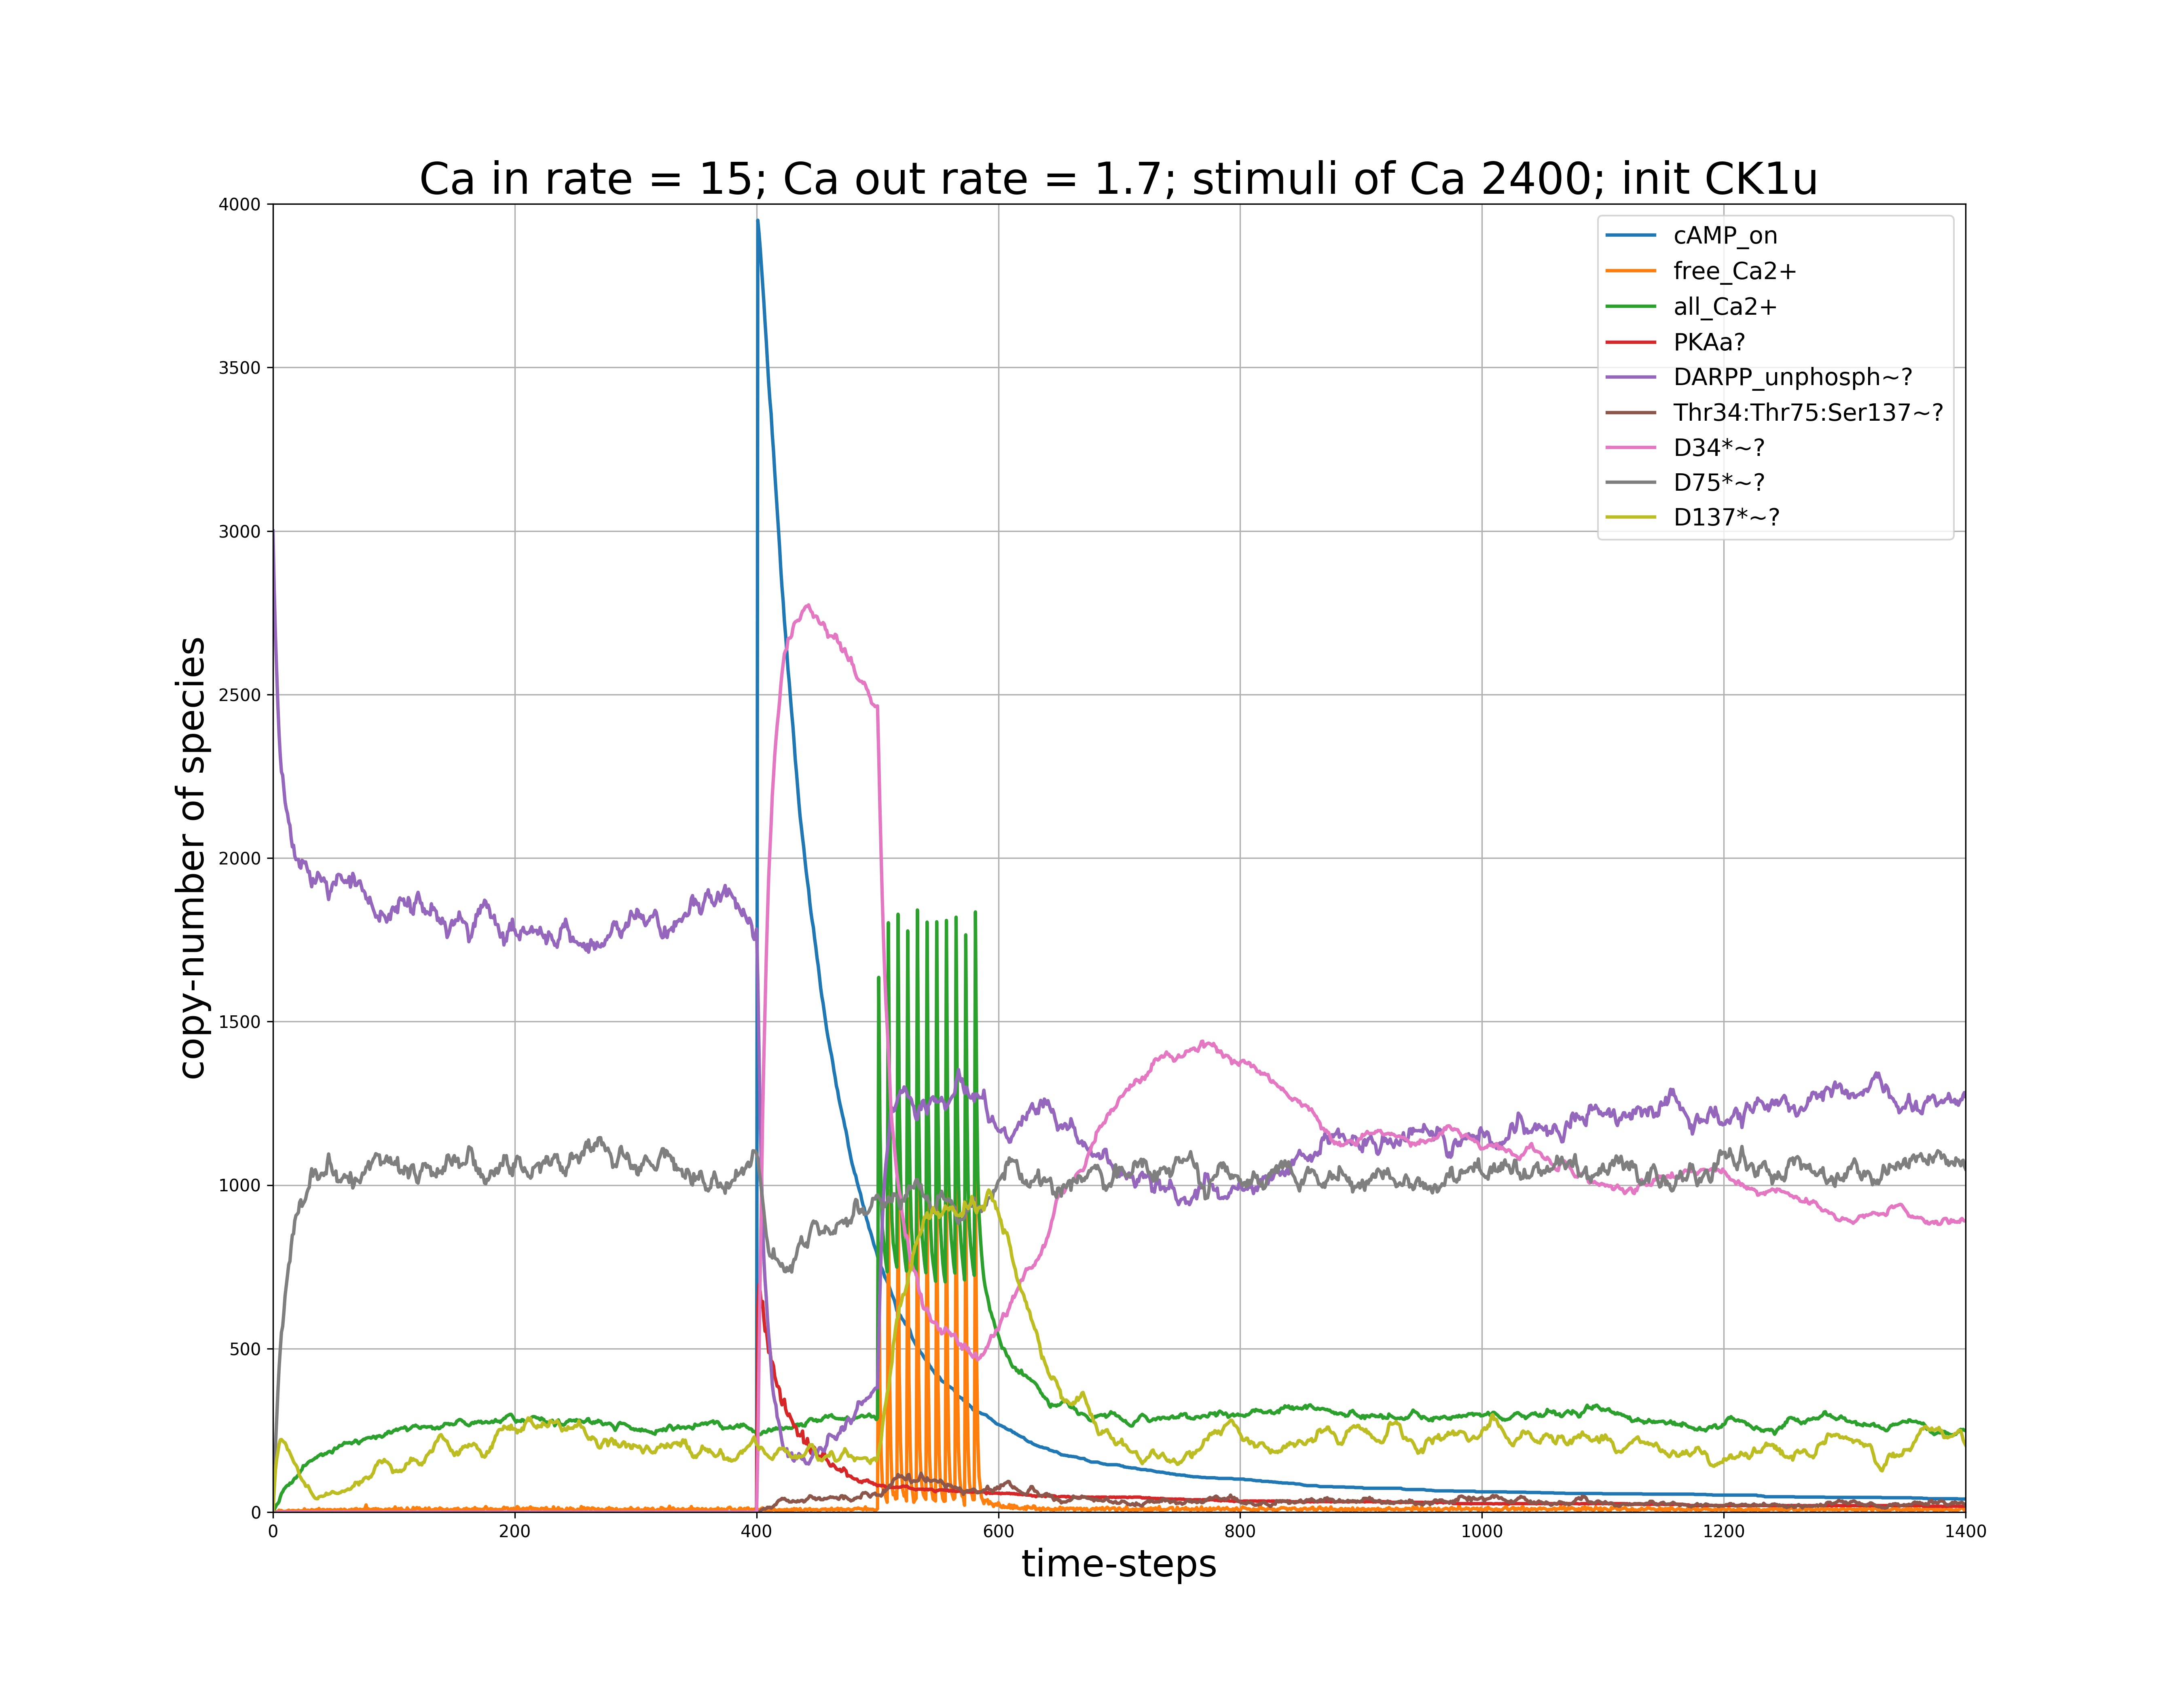 Ca in rate = 15; Ca out rate = 1.7; stimuli of Ca 2400; init CK1u
4000
3500
3000
2500
2000
1500
1000
500
0
copy-number of species
cAMP_on
free_Ca2+
all_Ca2+
PKAa?
DARPP_unphosph~?
Thr34:Thr75:Ser137~?
D34*~?
D75*~?
D137*~?
0 200 400 600 800 1000 1200 1400
time-steps